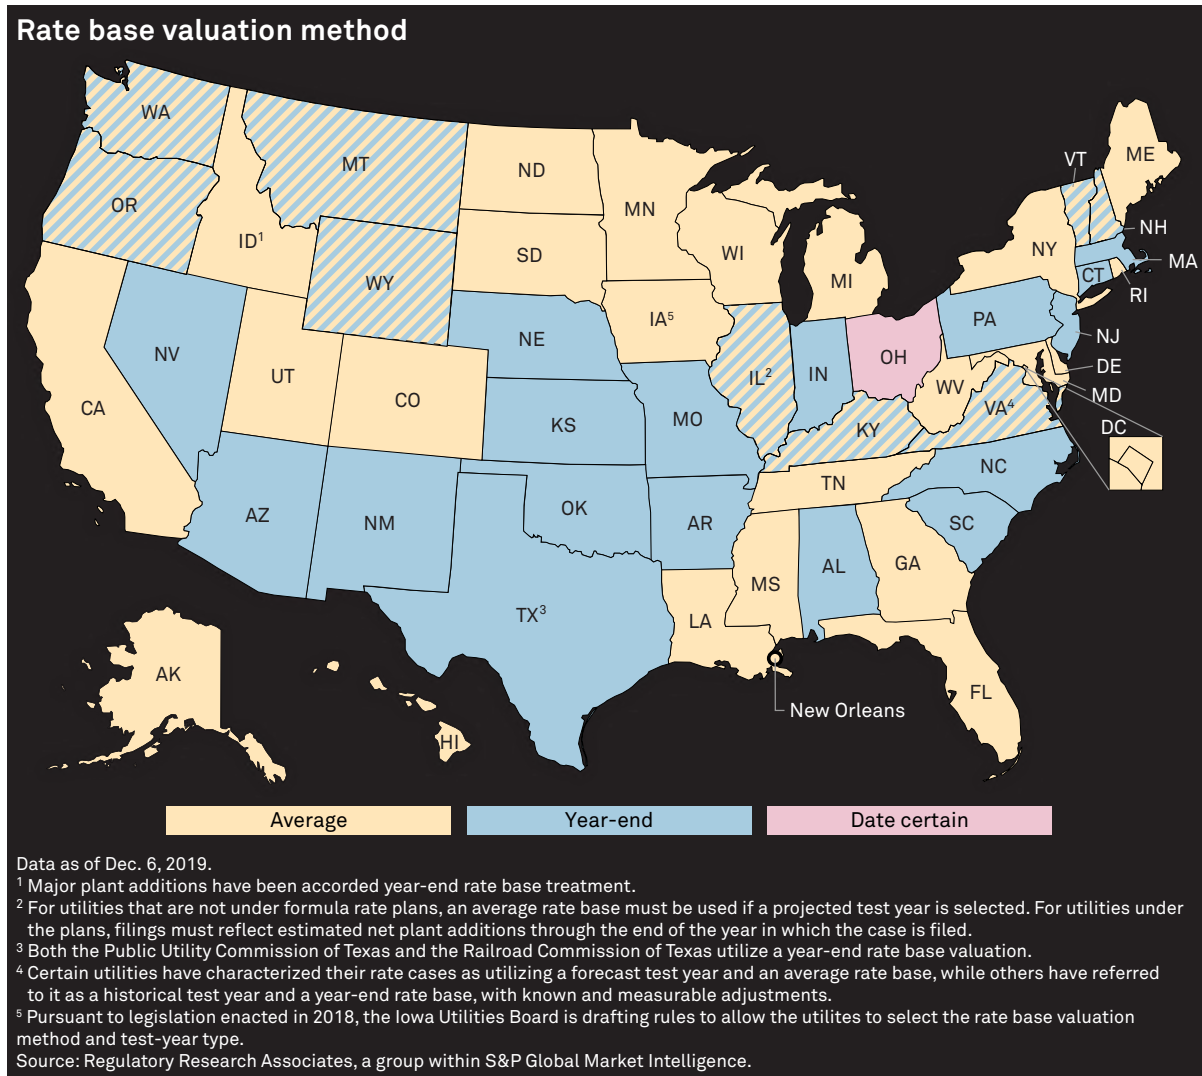 Rate base valuation method
WA
MT
ND
MN
OR
ID¹
SD
WI
MI
NY
VT
ME
NH
MA
RI
CT
WY
IA⁵
NE
PA
NJ
NV
UT
CO
IL²
IN
OH
DE
MD
WV
VA⁴
DC
CA
KS
MO
KY
NC
TN
AZ
NM
OK
AR
SC
MS
AL
GA
TX³
LA
FL
New Orleans
AK
HI
Average
Year-end
Date certain
Data as of Dec. 6, 2019.
¹ Major plant additions have been accorded year-end rate base treatment.
² For utilities that are not under formula rate plans, an average rate base must be used if a projected test year is selected. For utilities under
the plans, filings must reflect estimated net plant additions through the end of the year in which the case is filed.
³ Both the Public Utility Commission of Texas and the Railroad Commission of Texas utilize a year-end rate base valuation.
⁴ Certain utilities have characterized their rate cases as utilizing a forecast test year and an average rate base, while others have referred
to it as a historical test year and a year-end rate base, with known and measurable adjustments.
⁵ Pursuant to legislation enacted in 2018, the Iowa Utilities Board is drafting rules to allow the utilites to select the rate base valuation
method and test-year type.
Source: Regulatory Research Associates, a group within S&P Global Market Intelligence.